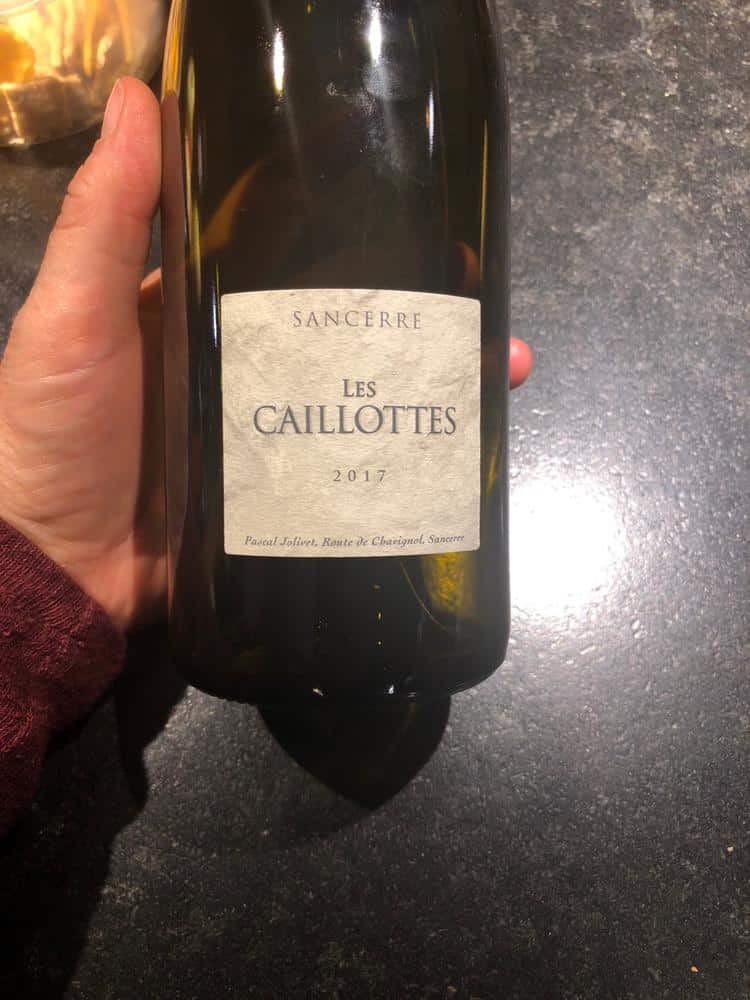 SANCERRE
LES
CAILLOTTES
2017
Pascal Jolivet, Route de Chavignol, Sancerre